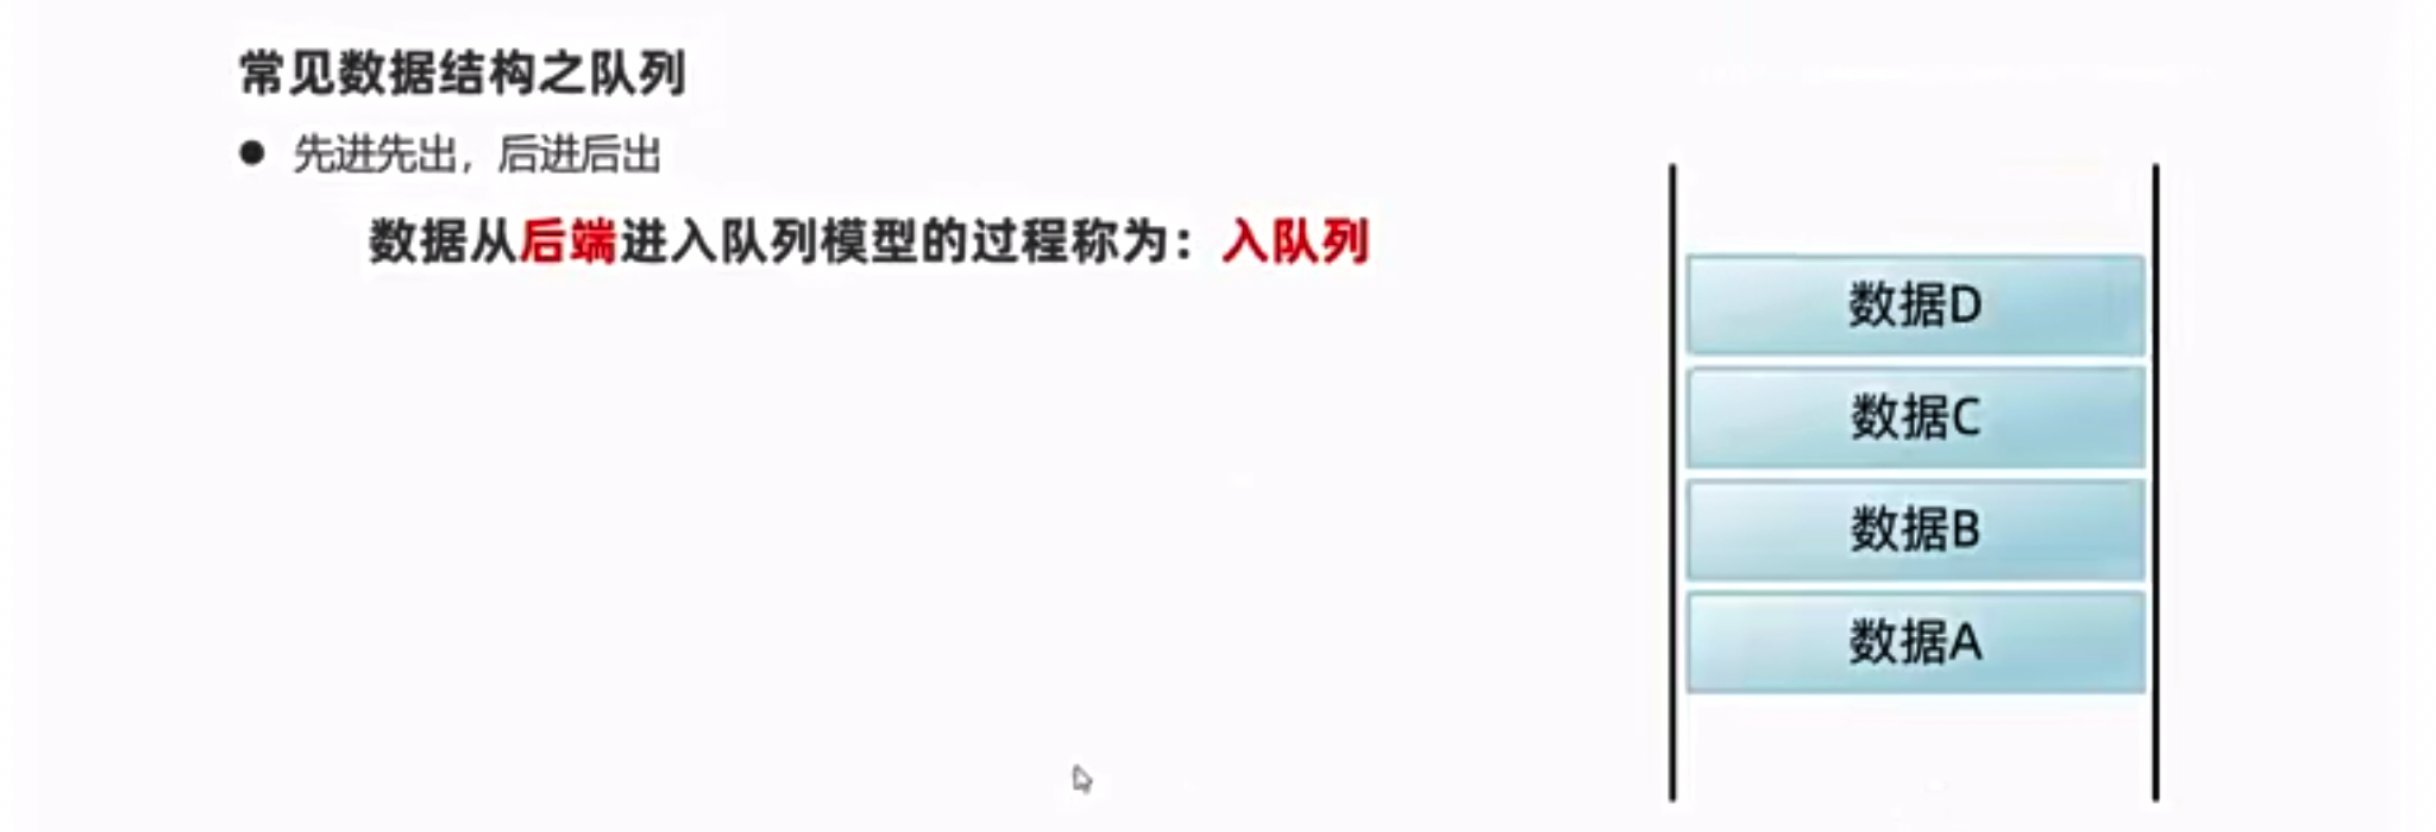 常见数据结构之队列
● 先进先出，后进后出
数据从后端进入队列模型的过程称为：入队列
数据D
数据C
数据B
数据A